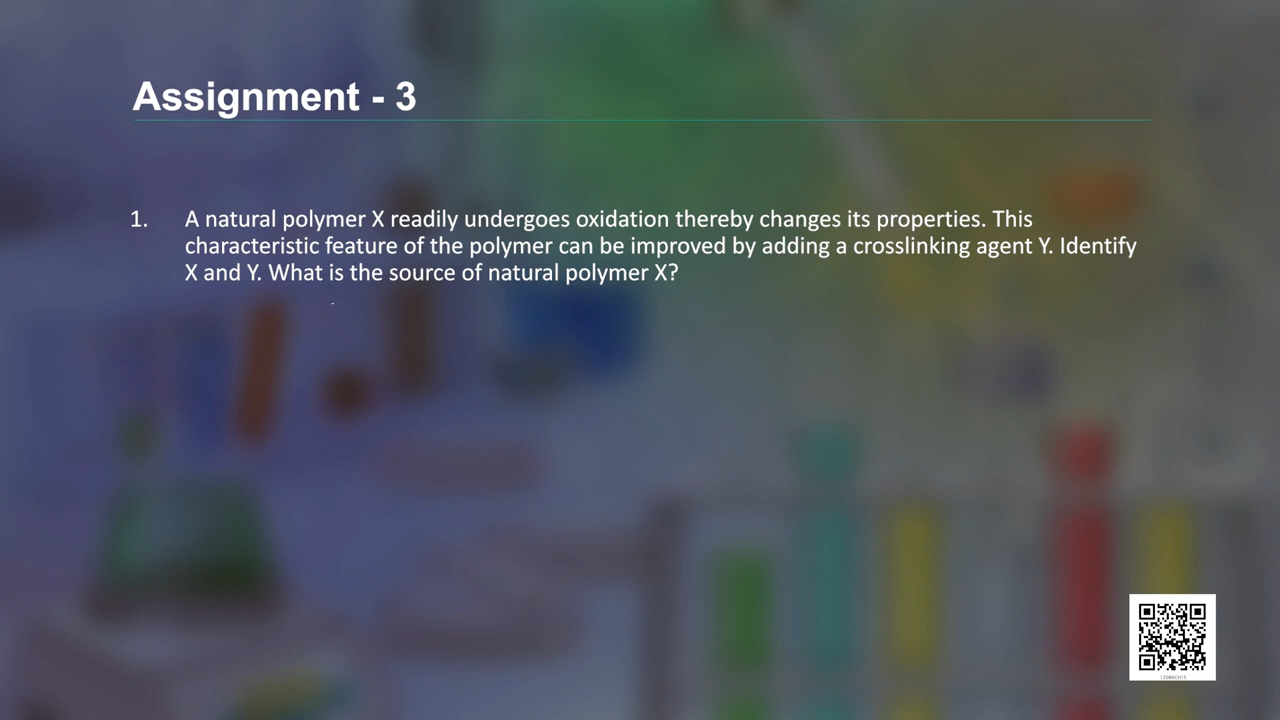 Assignment - 3
1. A natural polymer X readily undergoes oxidation thereby changes its properties. This
characteristic feature of the polymer can be improved by adding a crosslinking agent Y. Identify
X and Y. What is the source of natural polymer X?